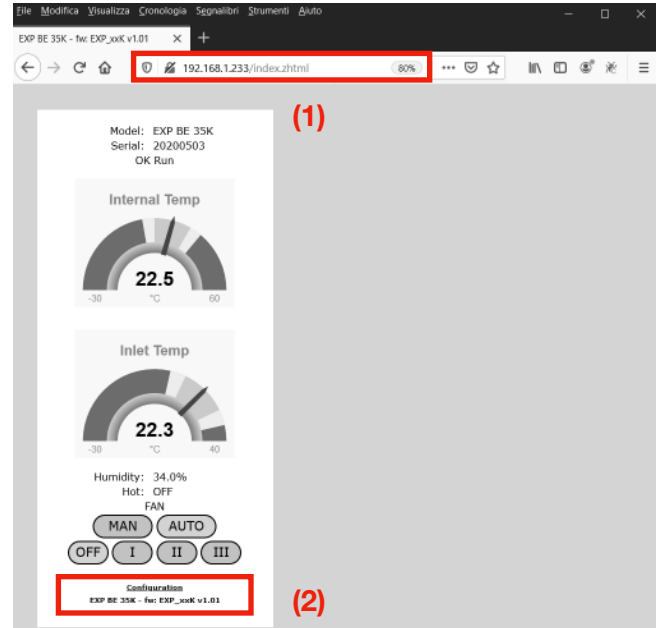 File Modifica Visualizza Cronologia Segnalibri Strumenti Aiuto
EXP BE 35K - fw: EXP_xxK v1.01
192.168.1.233/index.zhtml 80%
(1)
Model: EXP BE 35K
Serial: 20200503
OK Run
Internal Temp
22.5
-30 °C 60
Inlet Temp
22.3
-30 °C 40
Humidity: 34.0%
Hot: OFF
FAN
MAN AUTO
OFF I II III
Configuration
EXP BE 35K - fw: EXP_xxK v1.01
(2)